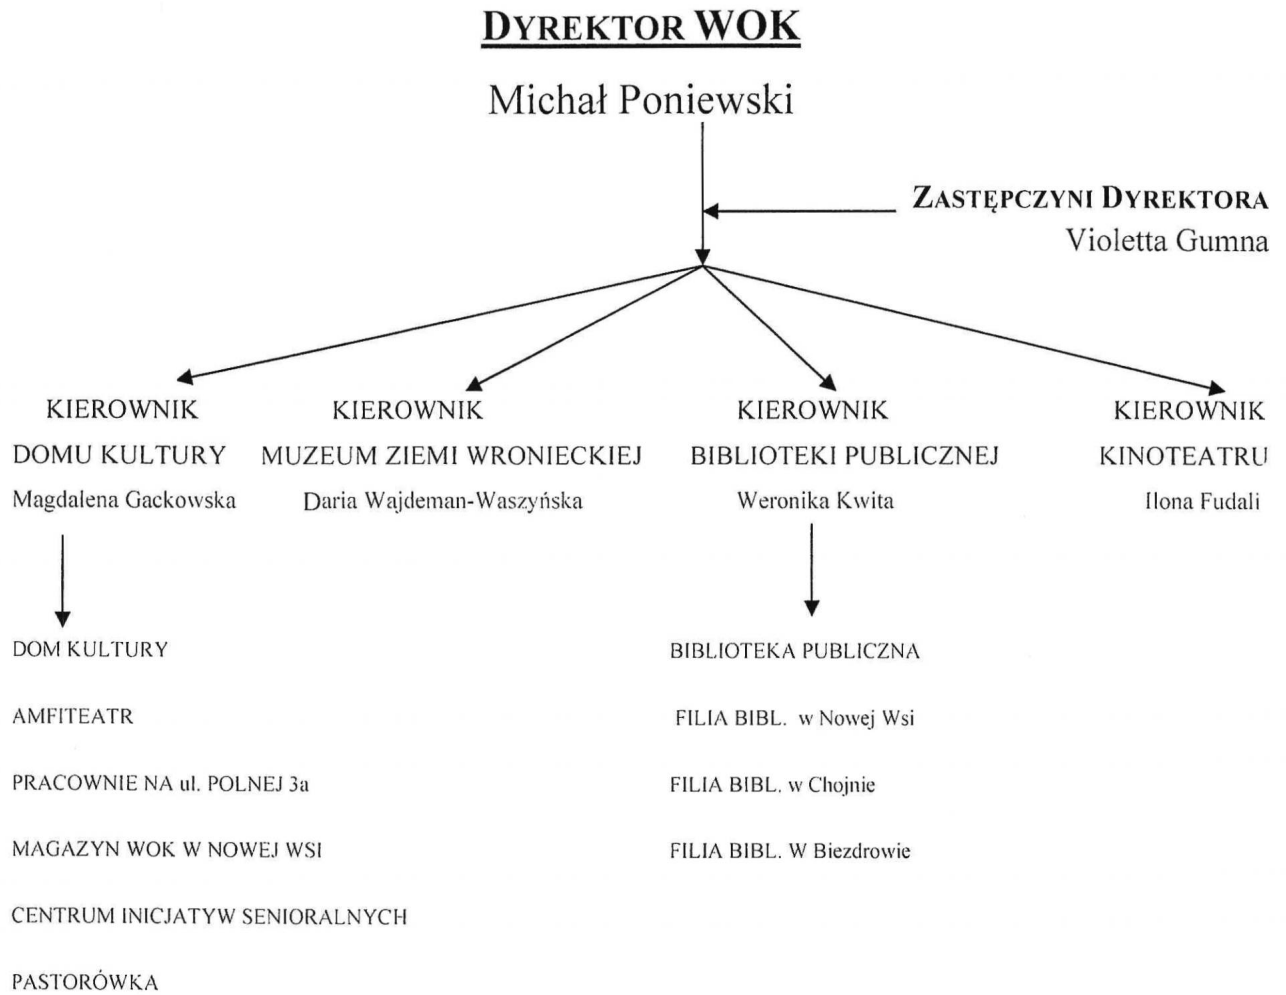 DYREKTOR WOK
Michał Poniewski
ZASTĘPCZYNI DYREKTORA
Violetta Gumna
KIEROWNIK
DOMU KULTURY
Magdalena Gackowska
KIEROWNIK
MUZEUM ZIEMI WRONIECKIEJ
Daria Wajdeman-Waszyńska
KIEROWNIK
BIBLIOTEKI PUBLICZNEJ
Weronika Kwita
KIEROWNIK
KINOTEATRU
Ilona Fudali
DOM KULTURY
AMFITEATR
PRACOWNIE NA ul. POLNEJ 3a
MAGAZYN WOK W NOWEJ WSI
CENTRUM INICJATYW SENIORALNYCH
PASTORÓWKA
BIBLIOTEKA PUBLICZNA
FILIA BIBL. w Nowej Wsi
FILIA BIBL. w Chojnie
FILIA BIBL. W Biezdrowie